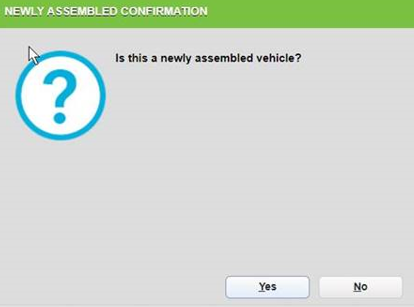 NEWLY ASSEMBLED CONFIRMATION
Is this a newly assembled vehicle?
?
Yes
No